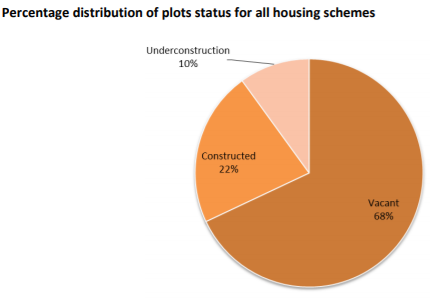 Percentage distribution of plots status for all housing schemes
Underconstruction
10%
Constructed
22%
Vacant
68%